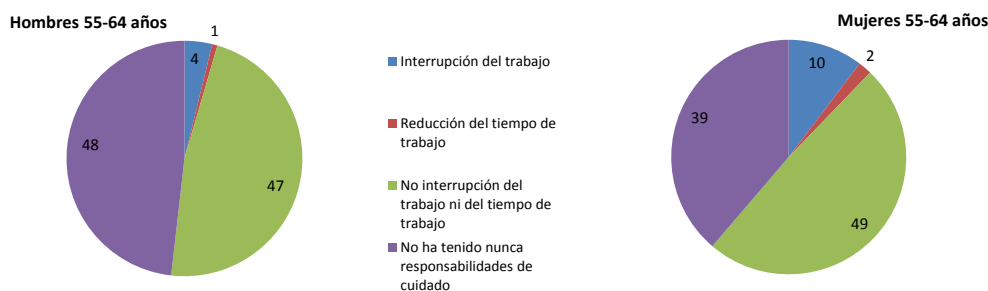 Hombres 55-64 años
1
4
48
47
Interrupción del trabajo
Reducción del tiempo de
trabajo
No interrupción del
trabajo ni del tiempo de
trabajo
No ha tenido nunca
responsabilidades de
cuidado
Mujeres 55-64 años
10
2
39
49